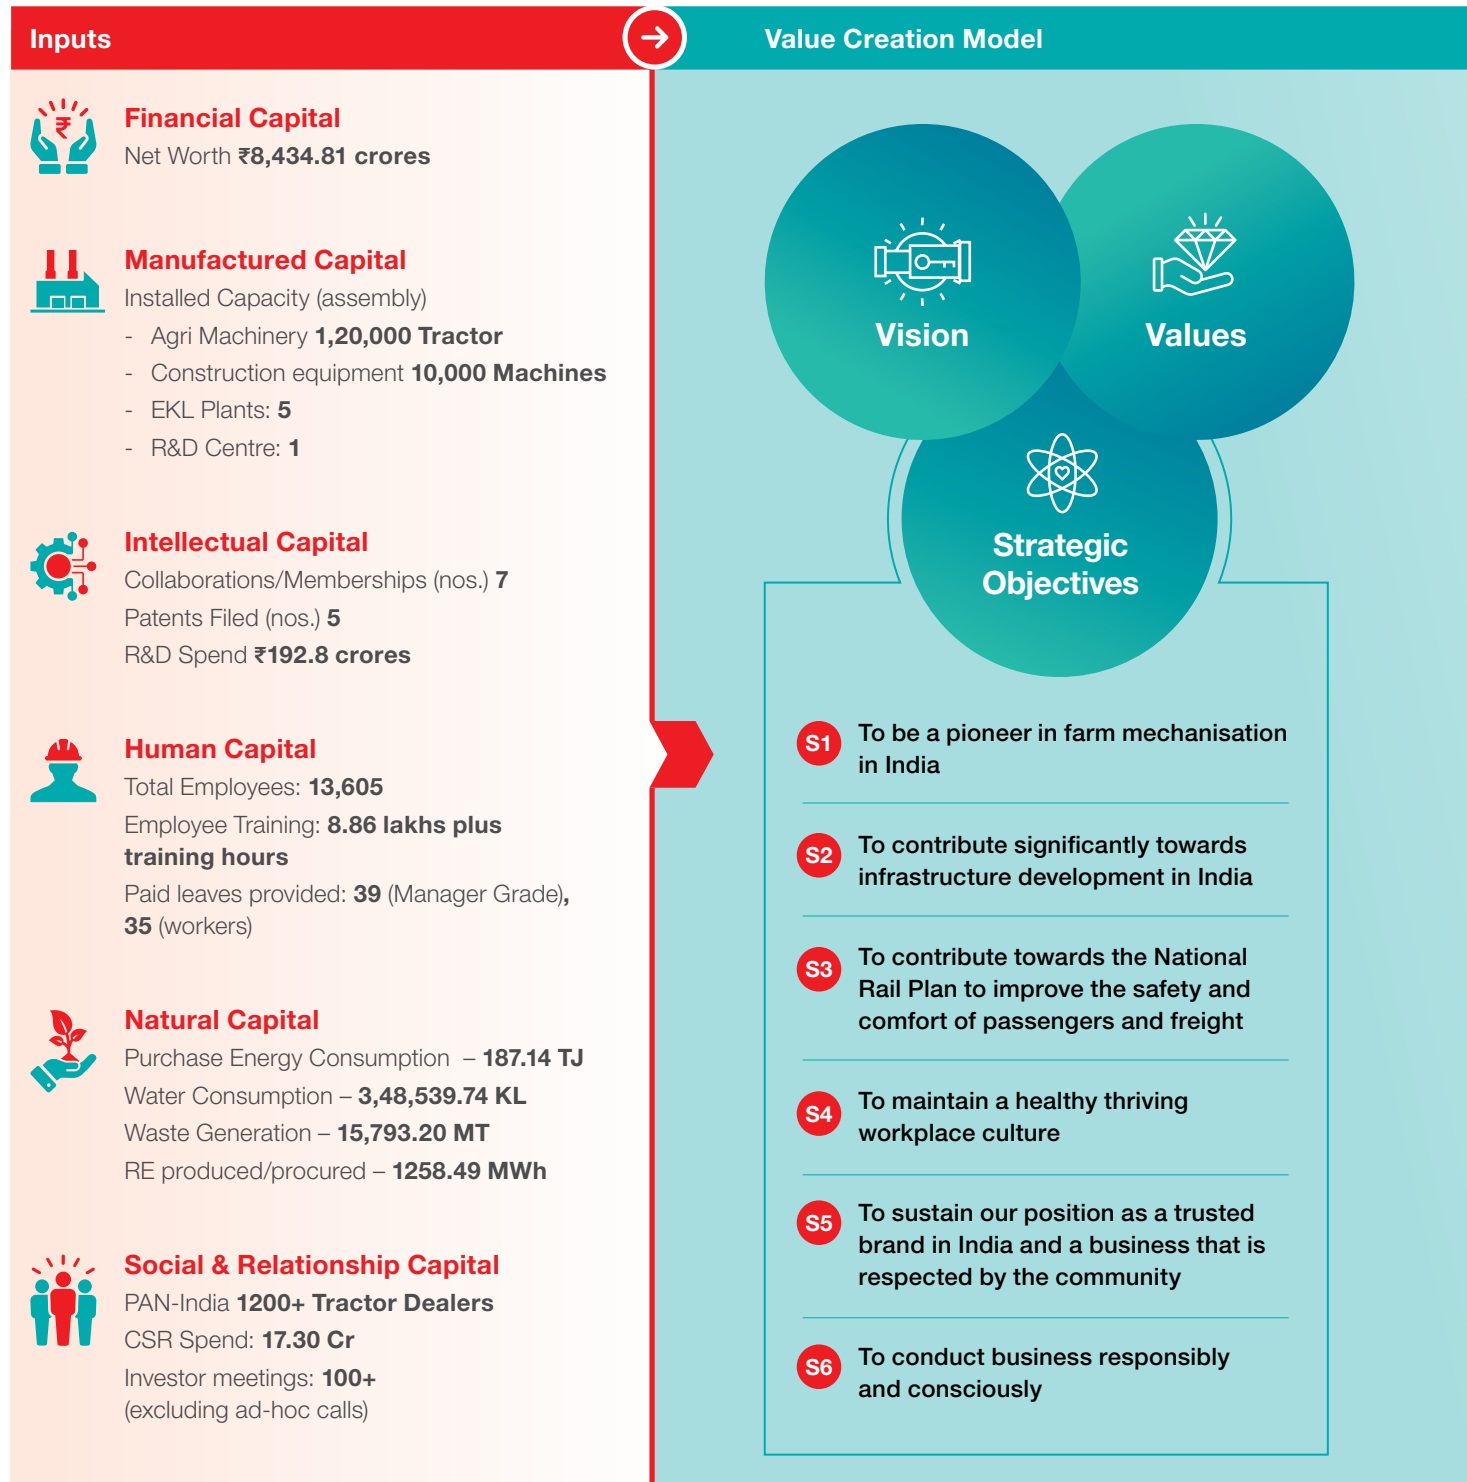 Inputs
Financial Capital
Net Worth ₹8,434.81 crores
Manufactured Capital
Installed Capacity (assembly)
- Agri Machinery 1,20,000 Tractor
- Construction equipment 10,000 Machines
- EKL Plants: 5
- R&D Centre: 1
Intellectual Capital
Collaborations/Memberships (nos.) 7
Patents Filed (nos.) 5
R&D Spend ₹192.8 crores
Human Capital
Total Employees: 13,605
Employee Training: 8.86 lakhs plus
training hours
Paid leaves provided: 39 (Manager Grade),
35 (workers)
Natural Capital
Purchase Energy Consumption – 187.14 TJ
Water Consumption – 3,48,539.74 KL
Waste Generation – 15,793.20 MT
RE produced/procured – 1258.49 MWh
Social & Relationship Capital
PAN-India 1200+ Tractor Dealers
CSR Spend: 17.30 Cr
Investor meetings: 100+
(excluding ad-hoc calls)
Value Creation Model
Vision
Values
Strategic
Objectives
S1 To be a pioneer in farm mechanisation
in India
S2 To contribute significantly towards
infrastructure development in India
S3 To contribute towards the National
Rail Plan to improve the safety and
comfort of passengers and freight
S4 To maintain a healthy thriving
workplace culture
S5 To sustain our position as a trusted
brand in India and a business that is
respected by the community
S6 To conduct business responsibly
and consciously